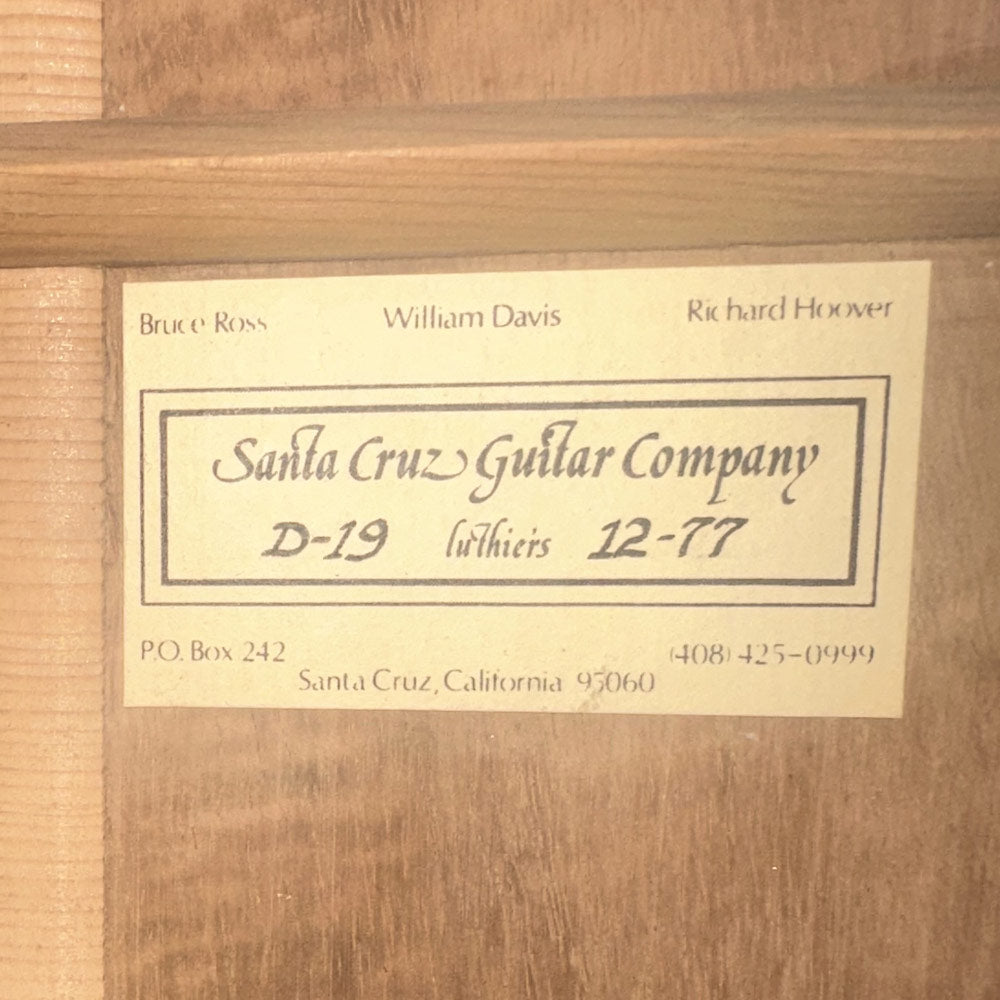 Bruce Ross William Davis Richard Hoover
Santa Cruz Guitar Company
D-19 luthiers 12-77
P.O. Box 242 (408) 425-0999
Santa Cruz, California 95060